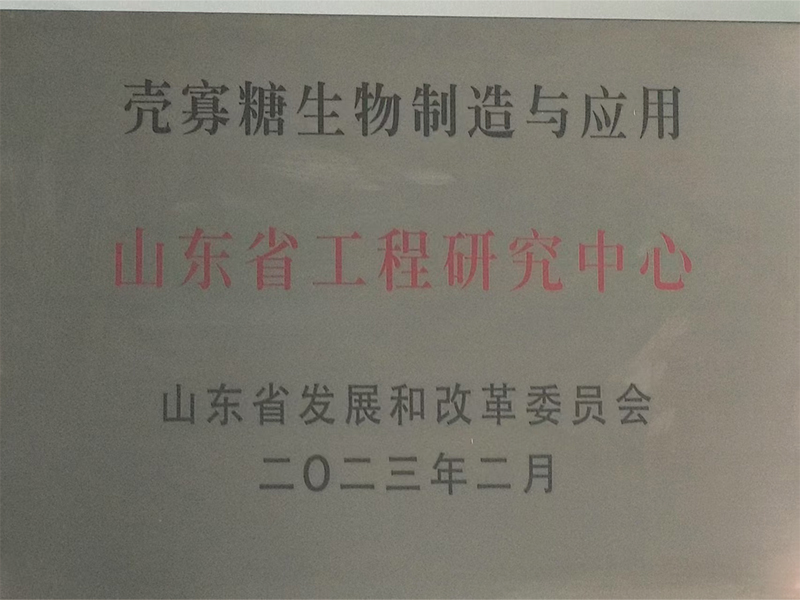 壳寡糖生物制造与应用
山东省工程研究中心
山东省发展和改革委员会
二〇二三年二月